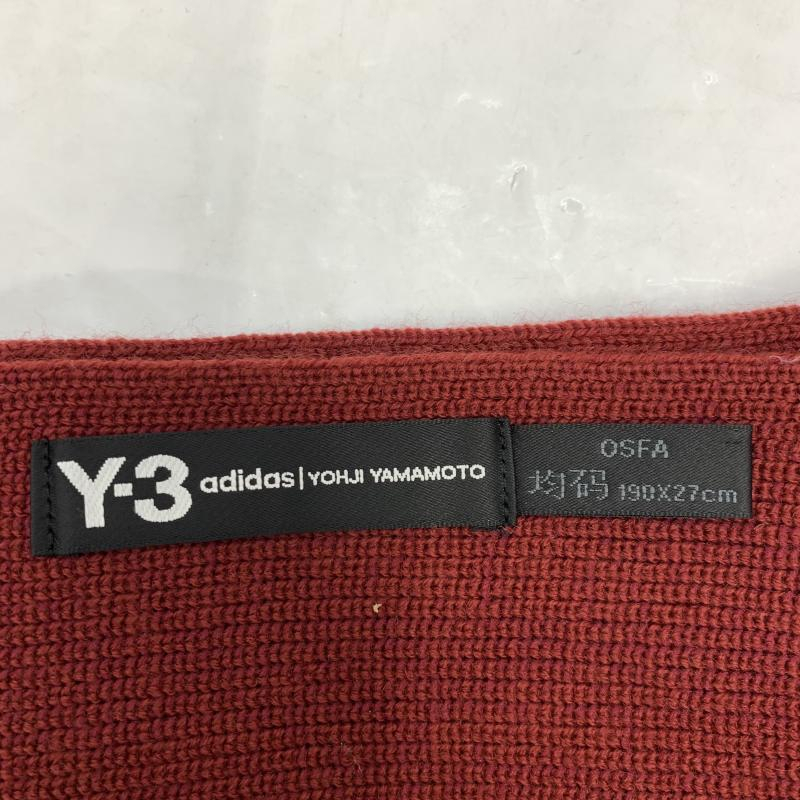 Y-3 adidas | YOHJI YAMAMOTO
OSFA
均码 190X27cm